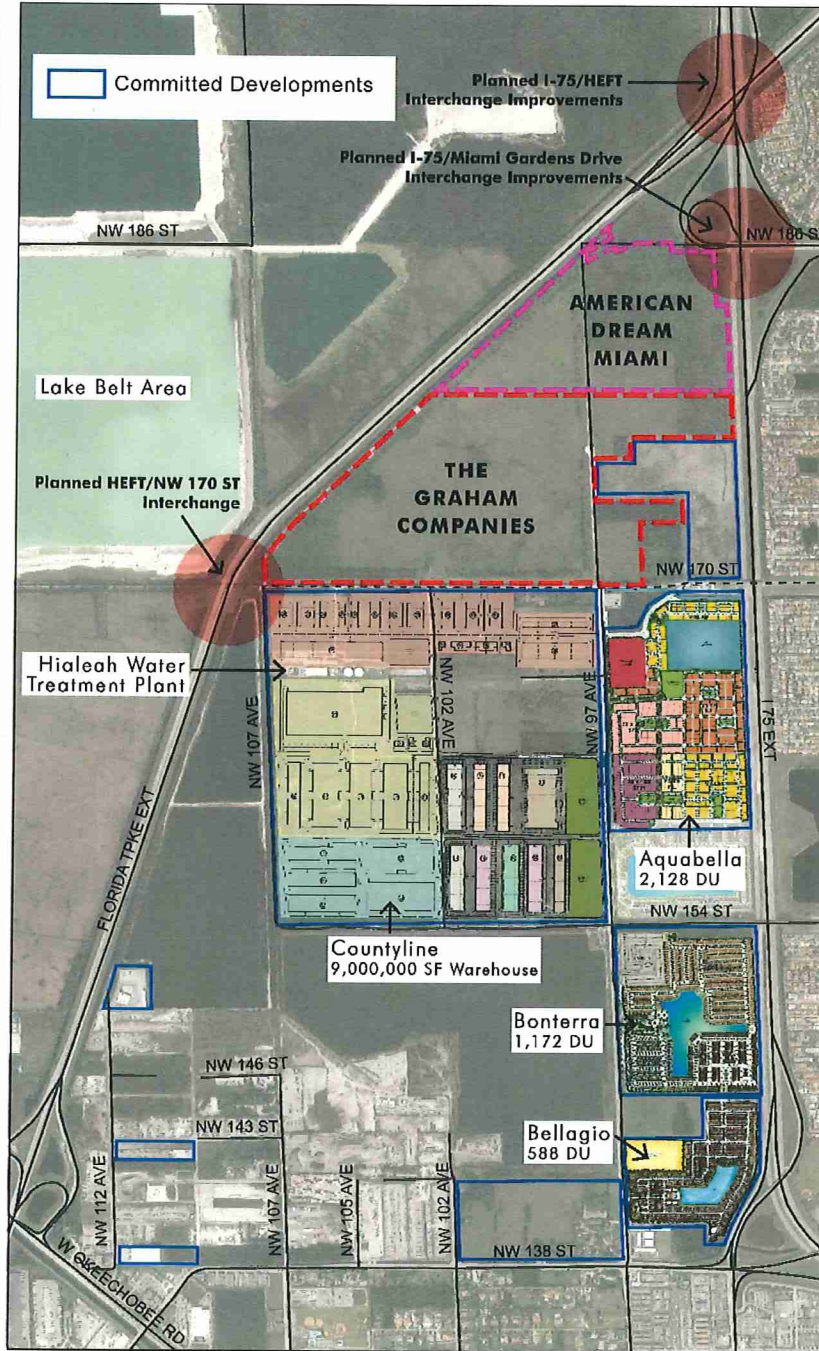 Committed Developments
Planned I-75/HEFT
Interchange Improvements
Planned I-75/Miami Gardens Drive
Interchange Improvements
NW 186 ST
NW 186 S
AMERICAN
DREAM
MIAMI
Lake Belt Area
Planned HEFT/NW 170 ST
Interchange
THE
GRAHAM
COMPANIES
NW 170 ST
Hialeah Water
Treatment Plant
NW 107 AVE
NW 102 AVE
NW 97 AVE
I 75 EXT
FLORIDA TPKE EXT
Aquabella
2,128 DU
NW 154 ST
Countyline
9,000,000 SF Warehouse
Bonterra
1,172 DU
NW 146 ST
NW 143 ST
Bellagio
588 DU
NW 112 AVE
NW 107 AVE
NW 105 AVE
NW 102 AVE
NW 138 ST
W OKEECHOBEE RD